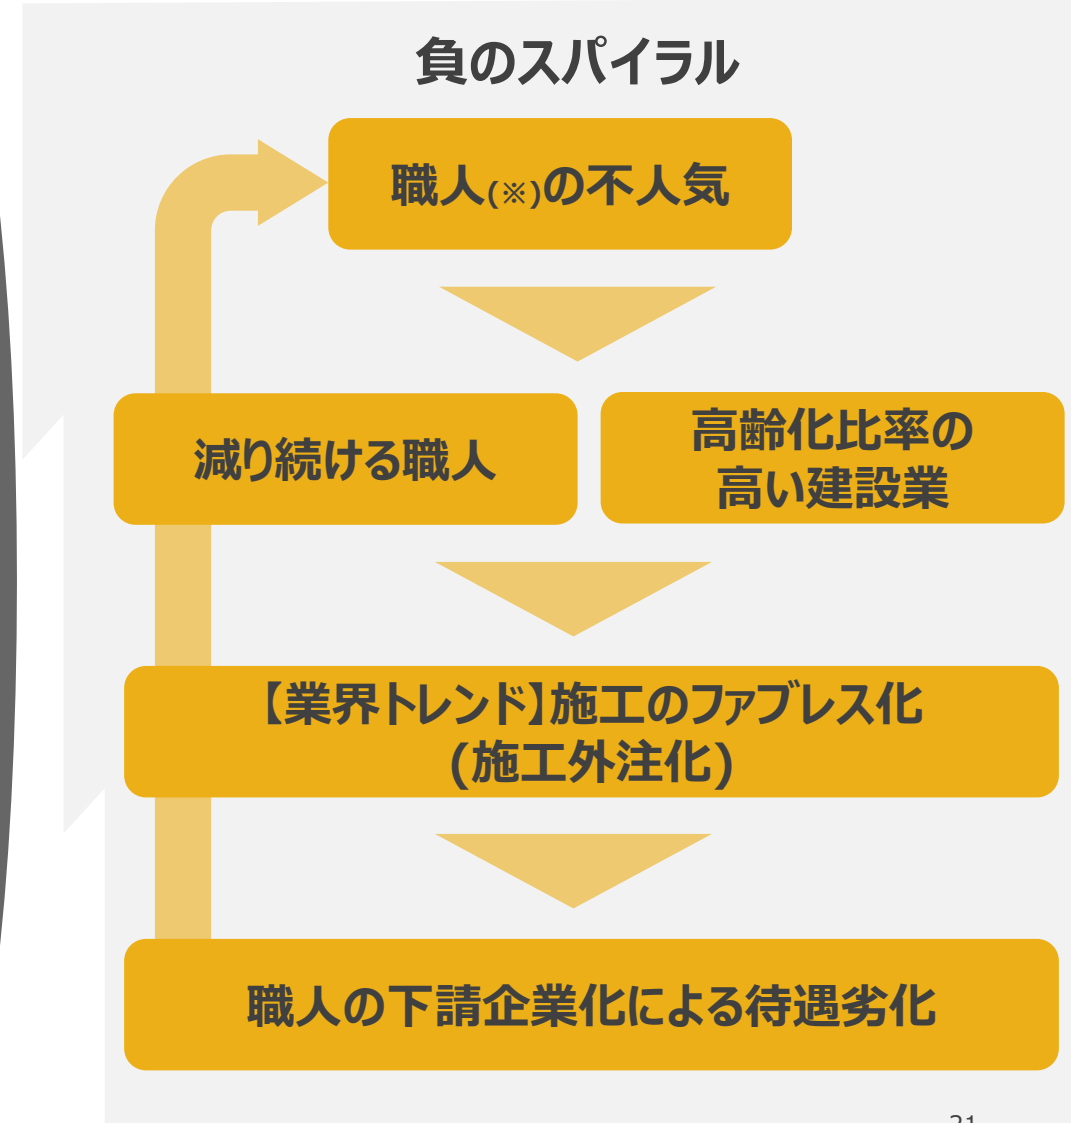 負のスパイラル
職人(※)の不人気
減り続ける職人
高齢化比率の
高い建設業
【業界トレンド】施工のファブレス化
(施工外注化)
職人の下請企業化による待遇劣化